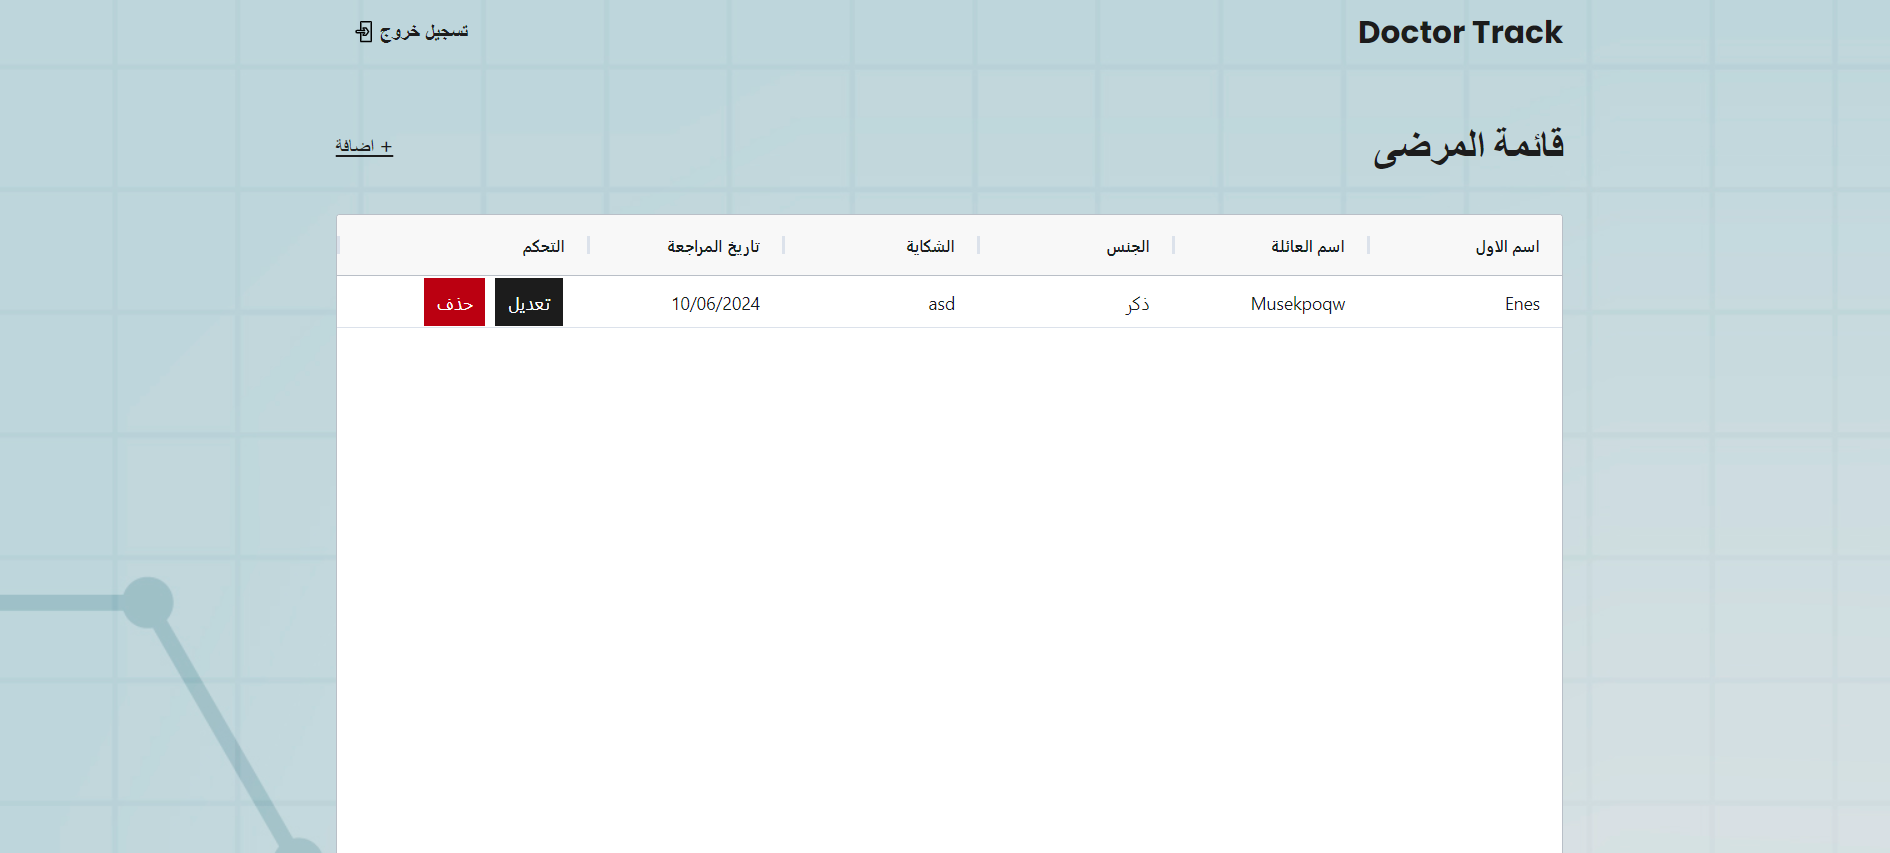 Doctor Track
تسجيل خروج
قائمة المرضى
+ اضافة
اسم الاول اسم العائلة الجنس الشكاية تاريخ المراجعة التحكم
Enes Musekpoqw ذكر asd 10/06/2024 تعديل حذف